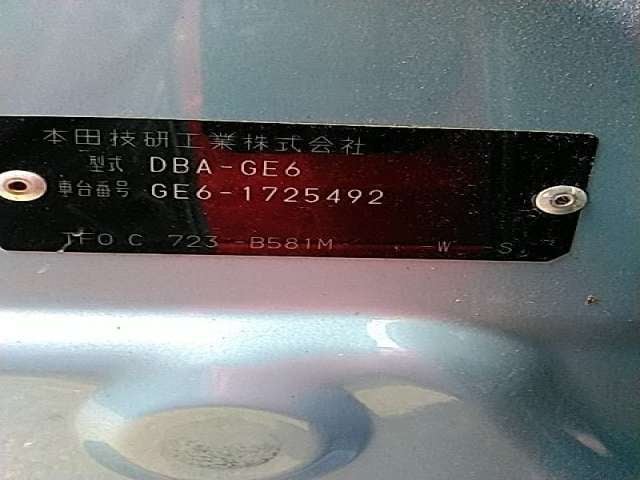 本田技研工業株式会社
型式 DBA-GE6
車台番号 GE6-1725492
TFO C 723 -B581M -W -S